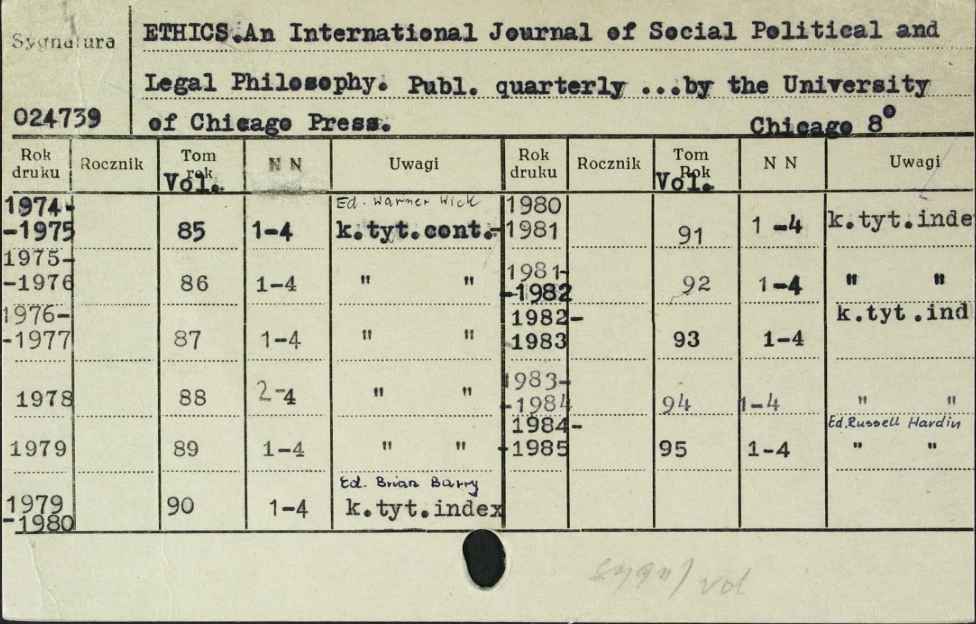 Sygnatura
024739
ETHICS.An International Journal of Social Political and
Legal Philosophy. Publ. quarterly ...by the University
of Chicago Press. Chicago 8°
Rok druku Rocznik Tom rok Vol. N N Uwagi
1974-
-1975 85 1-4 Ed. Warner Wick k.tyt.cont.-
1975-
-1976 86 1-4 " "
1976-
-1977 87 1-4 " "
1978 88 2-4 " "
1979 89 1-4 " "
1979
-1980 90 1-4 Ed. Brian Barry k.tyt.index
Rok druku Rocznik Tom Rok Vol. N N Uwagi
1980
1981 91 1-4 k.tyt.inde
1981-
-1982 92 1-4 " "
1982-
1983 93 1-4 k.tyt.ind
1983-
-1984 94 1-4 " "
1984-
-1985 95 1-4 Ed. Russell Hardin " "
vol